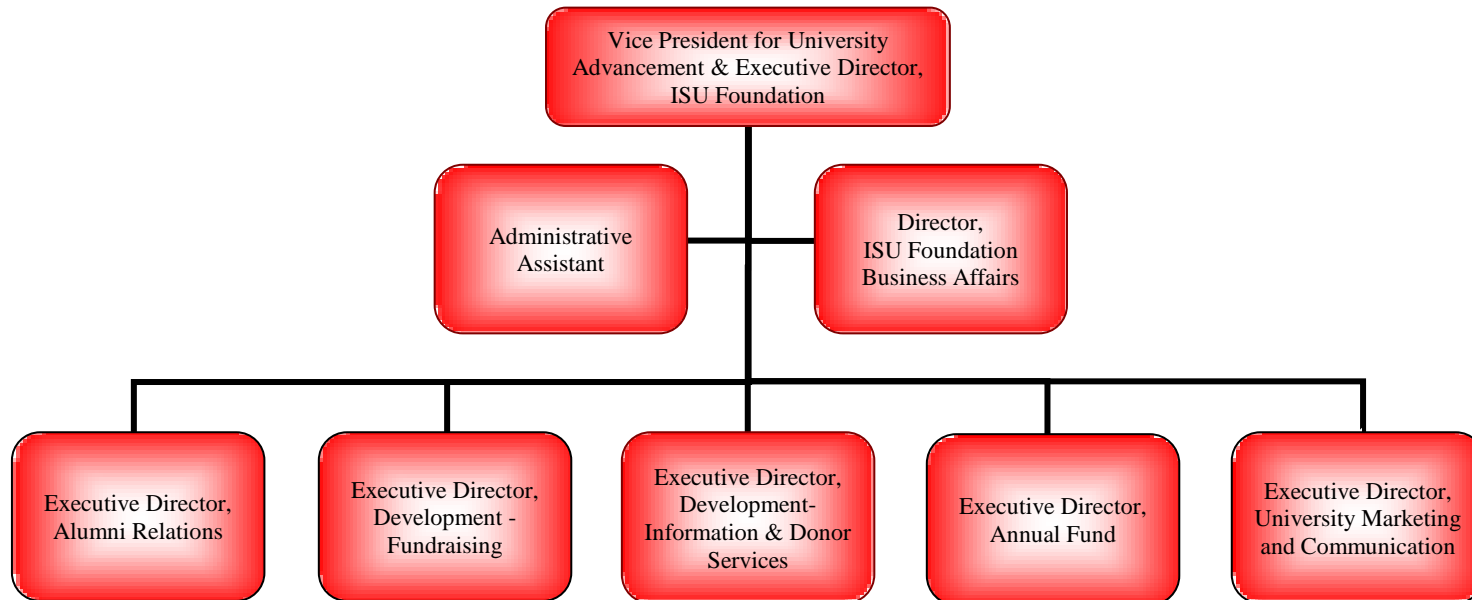 Vice President for University
Advancement & Executive Director,
ISU Foundation
Administrative
Assistant
Director,
ISU Foundation
Business Affairs
Executive Director,
Alumni Relations
Executive Director,
Development -
Fundraising
Executive Director,
Development-
Information & Donor
Services
Executive Director,
Annual Fund
Executive Director,
University Marketing
and Communication